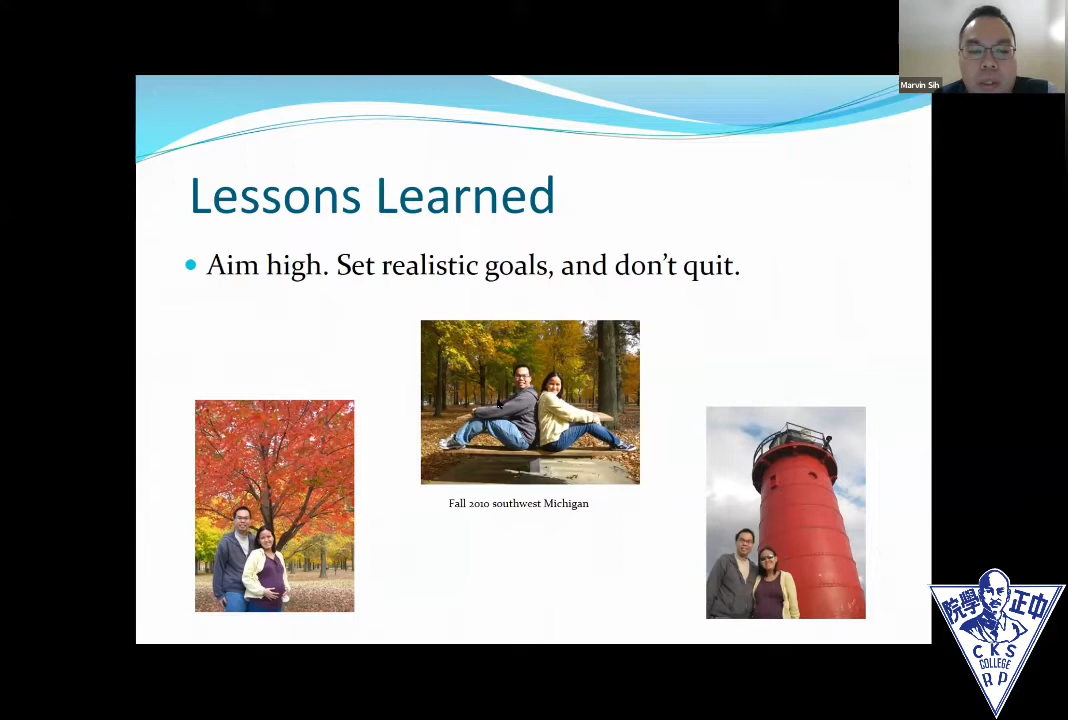 Marvin Sih
Lessons Learned
• Aim high. Set realistic goals, and don’t quit.
Fall 2010 southwest Michigan
院學 正中
CKS
COLLEGE
RP